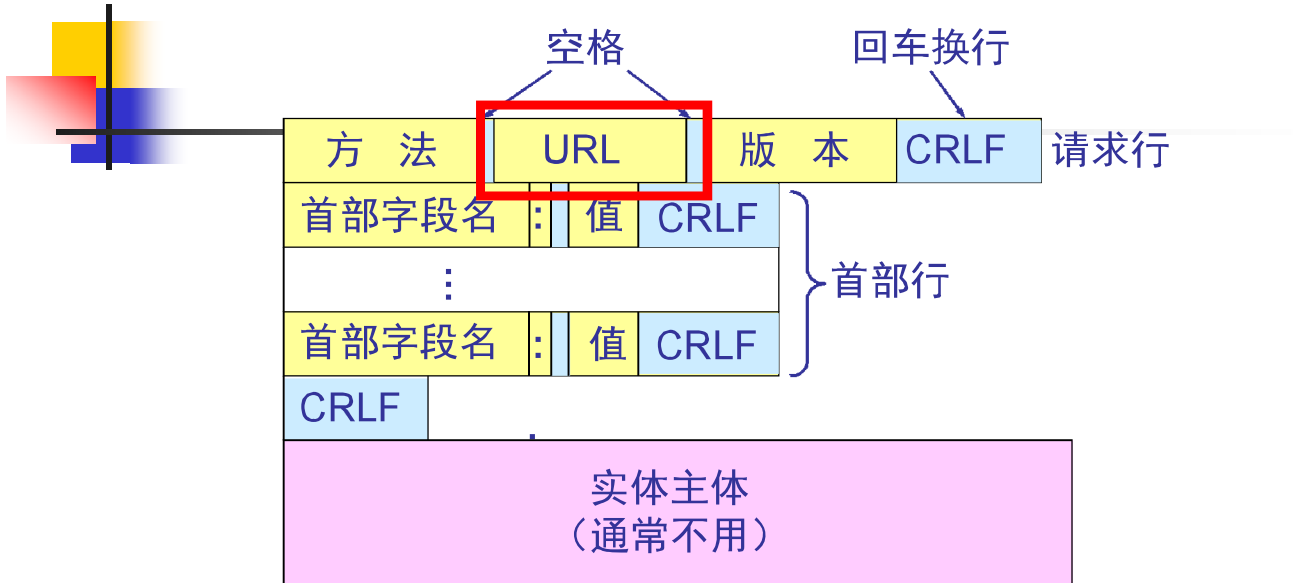 空格 回车换行
方 法 URL 版 本 CRLF 请求行
首部字段名 : 值 CRLF
⋮ 首部行
首部字段名 : 值 CRLF
CRLF
实体主体
（通常不用）